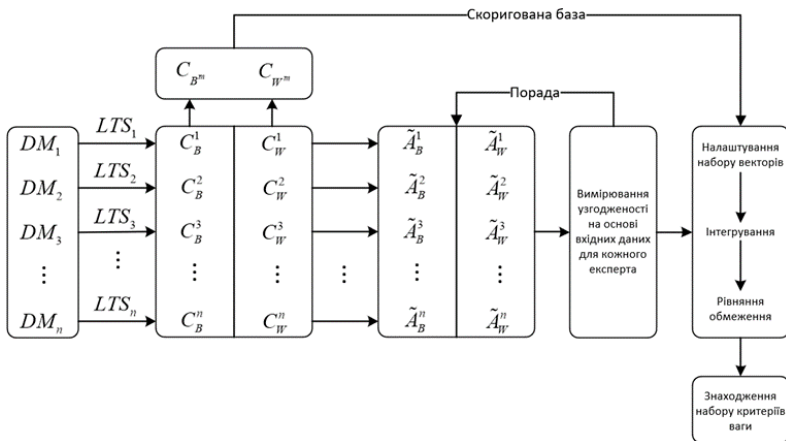 Скоригована база
C_{B^m} C_{W^m}
Порада
DM_1 LTS_1 C_B^1 C_W^1 Ã_B^1 Ã_W^1
DM_2 LTS_2 C_B^2 C_W^2 Ã_B^2 Ã_W^2
DM_3 LTS_3 C_B^3 C_W^3 Ã_B^3 Ã_W^3
⋮ ⋮ ⋮ ⋮ ⋮ ⋮ ⋮
DM_n LTS_n C_B^n C_W^n Ã_B^n Ã_W^n
Вимірювання
узгодженості
на основі
вхідних даних
для кожного
експерта
Налаштування
набору векторів
Інтегрування
Рівняння
обмеження
Знаходження
набору критеріїв
ваги